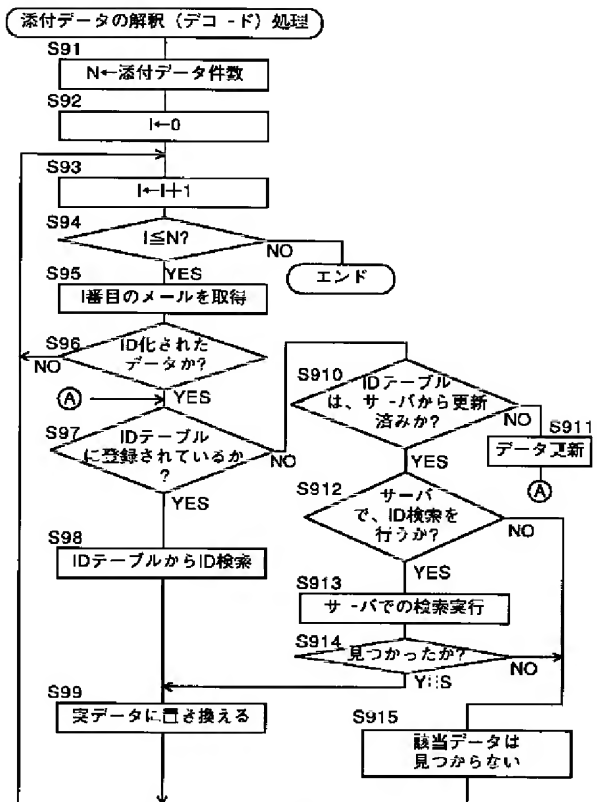 添付データの解釈(デコード)処理
S91
N←添付データ件数
S92
I←0
S93
I←I+1
S94
I≦N?
NO
YES
エンド
S95
I番目のメールを取得
S96
ID化された
データか?
NO
YES
A
S97
IDテーブル
に登録されているか
?
NO
YES
S98
IDテーブルからID検索
S99
実データに置き換える
S910
IDテーブル
は、サーバから更新
済みか?
NO
YES
S911
データ更新
A
S912
サーバ
で、ID検索を
行うか?
NO
YES
S913
サーバでの検索実行
S914
見つかったか?
NO
YES
S915
該当データは
見つからない